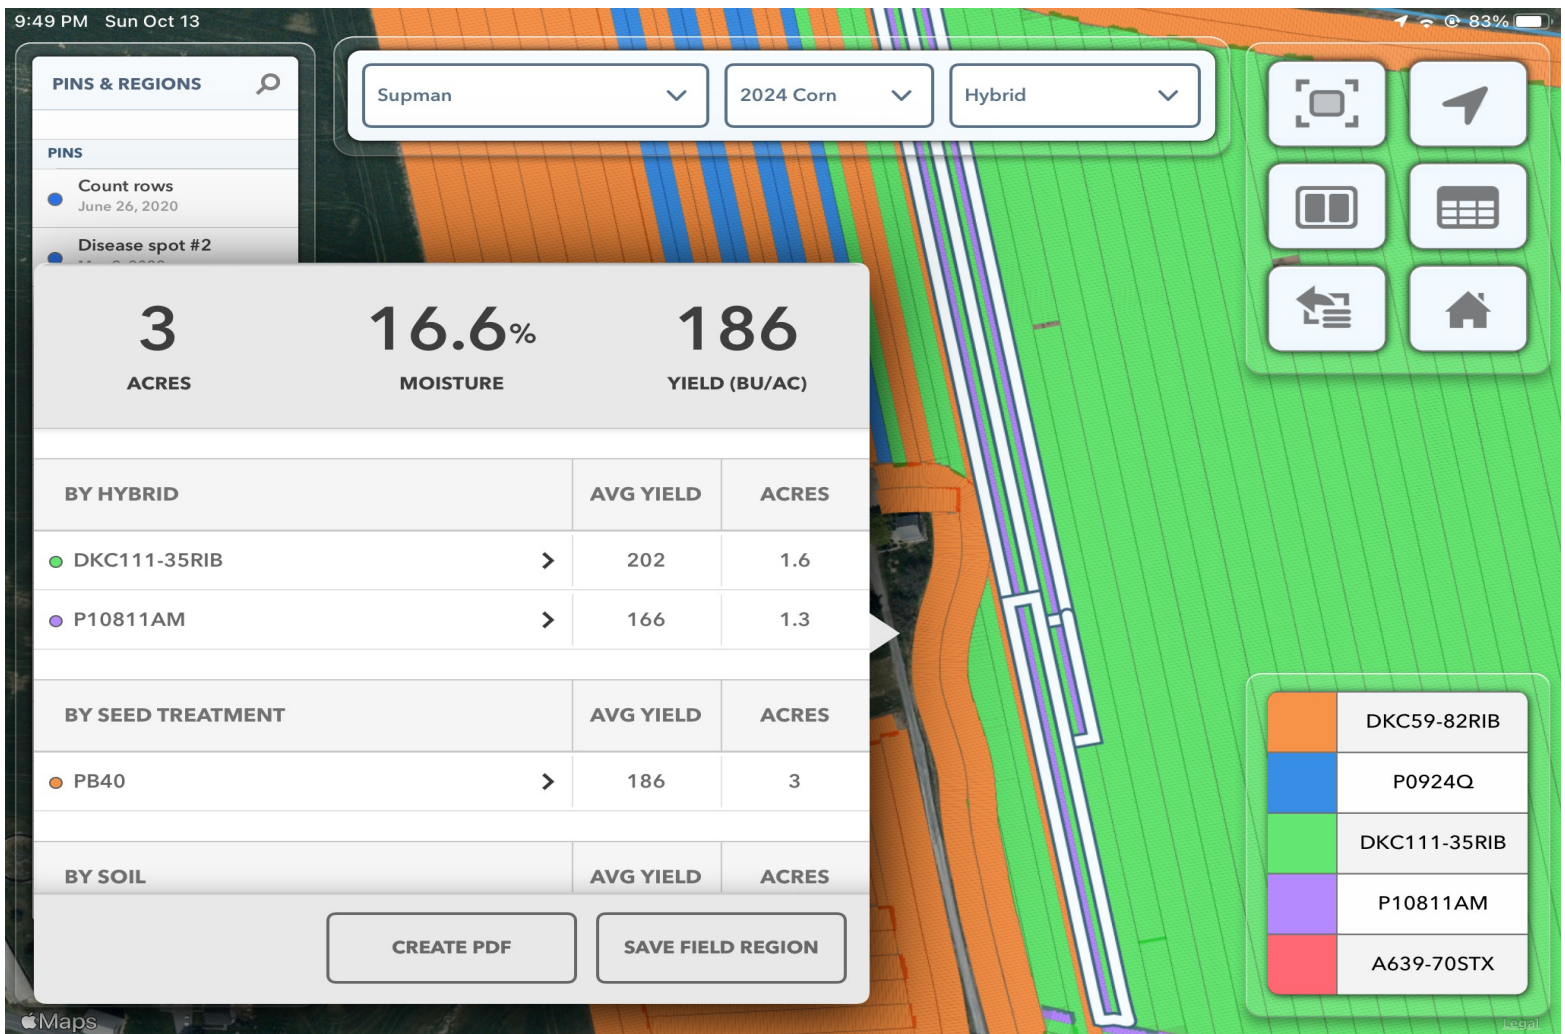 9:49 PM Sun Oct 13
83%
PINS & REGIONS
PINS
Count rows
June 26, 2020
Disease spot #2
Supman
2024 Corn
Hybrid
3
ACRES
16.6%
MOISTURE
186
YIELD (BU/AC)
BY HYBRID AVG YIELD ACRES
DKC111-35RIB 202 1.6
P10811AM 166 1.3
BY SEED TREATMENT AVG YIELD ACRES
PB40 186 3
BY SOIL AVG YIELD ACRES
CREATE PDF
SAVE FIELD REGION
DKC59-82RIB
P0924Q
DKC111-35RIB
P10811AM
A639-70STX
Maps
Legal